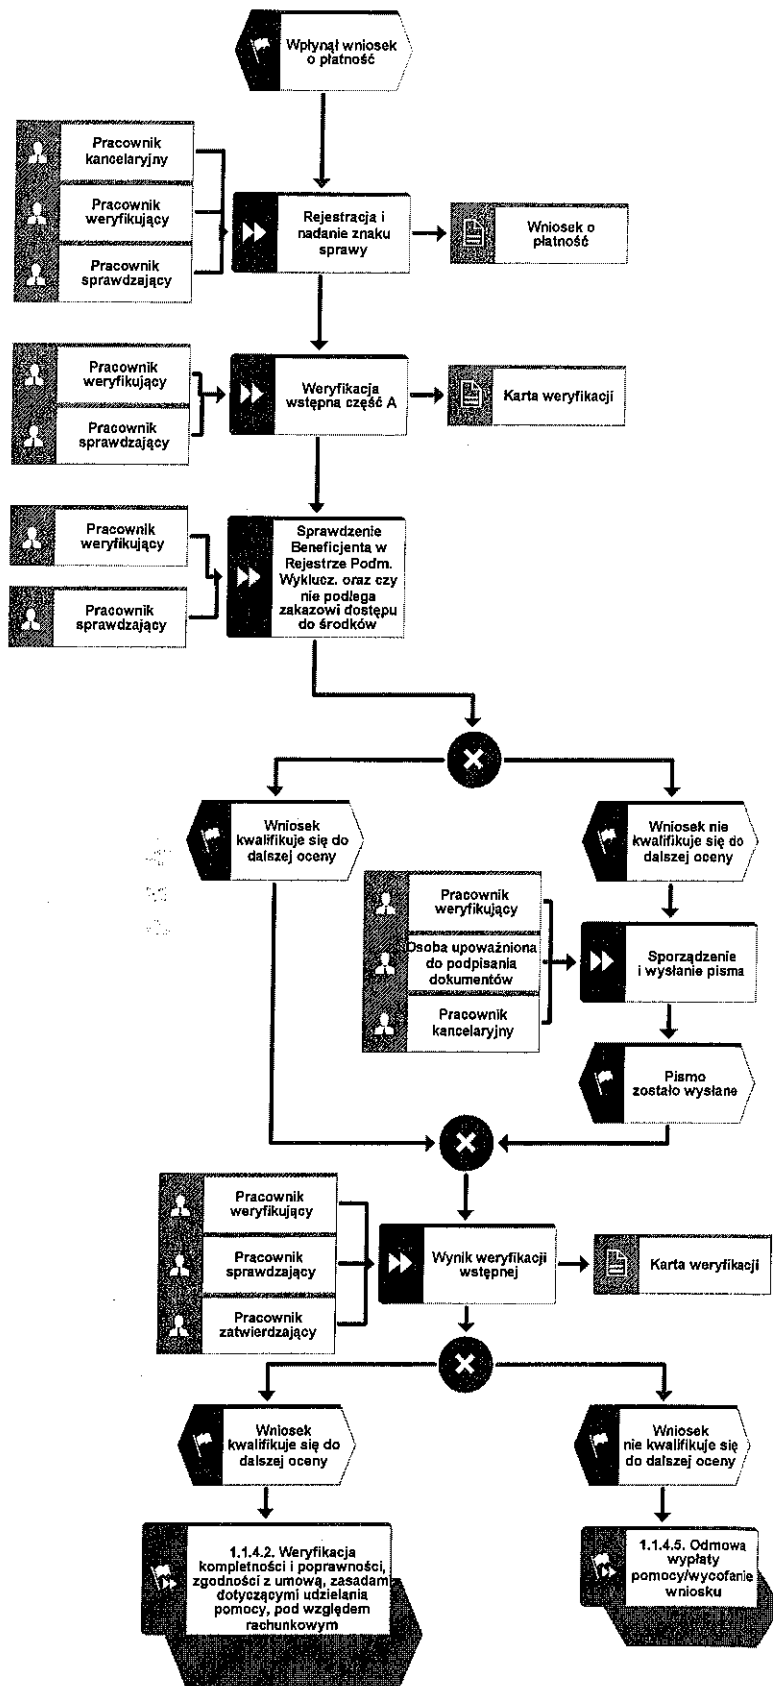 Wpłynął wniosek
o płatność
Pracownik
kancelaryjny
Pracownik
weryfikujący
Pracownik
sprawdzający
Rejestracja i
nadanie znaku
sprawy
Wniosek o
płatność
Pracownik
weryfikujący
Pracownik
sprawdzający
Weryfikacja
wstępna część A
Karta weryfikacji
Pracownik
weryfikujący
Pracownik
sprawdzający
Sprawdzenie
Beneficjenta w
Rejestrze Podm.
Wyklucz. oraz czy
nie podlega
zakazowi dostępu
do środków
Wniosek
kwalifikuje się do
dalszej oceny
Wniosek nie
kwalifikuje się do
dalszej oceny
Pracownik
weryfikujący
Osoba upoważniona
do podpisania
dokumentów
Pracownik
kancelaryjny
Sporządzenie
i wysłanie pisma
Pismo
zostało wysłane
Pracownik
weryfikujący
Pracownik
sprawdzający
Pracownik
zatwierdzający
Wynik weryfikacji
wstępnej
Karta weryfikacji
Wniosek
kwalifikuje się do
dalszej oceny
Wniosek
nie kwalifikuje się
do dalszej oceny
1.1.4.2. Weryfikacja
kompletności i poprawności,
zgodności z umową, zasadami
dotyczącymi udzielania
pomocy, pod względem
rachunkowym
1.1.4.5. Odmowa
wypłaty
pomocy/wycofanie
wniosku